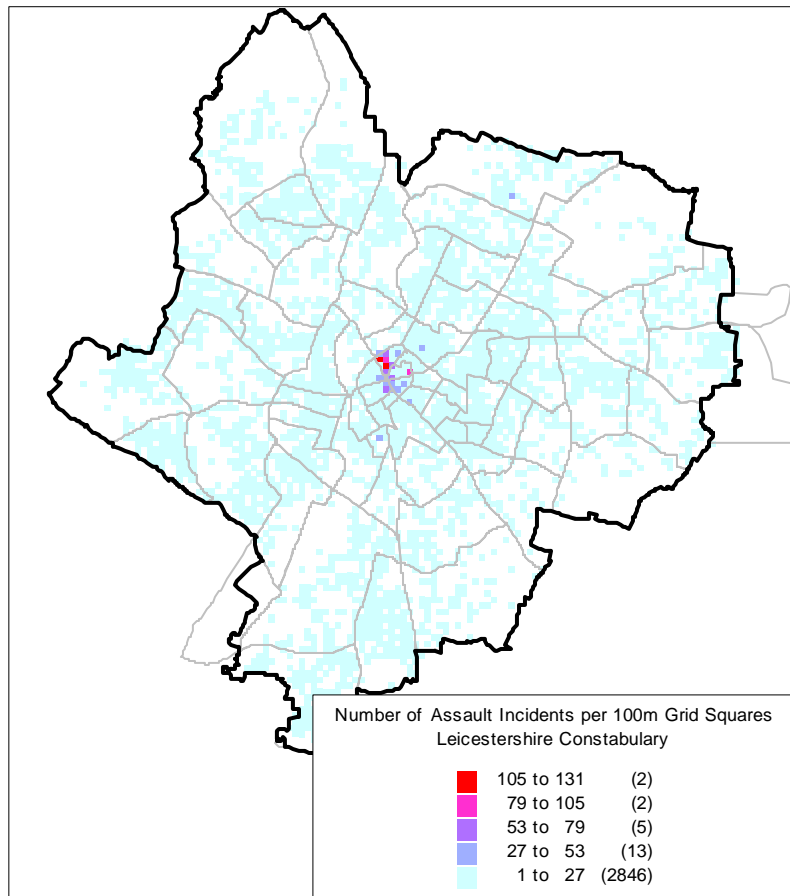 Number of Assault Incidents per 100m Grid Squares
Leicestershire Constabulary
105 to 131 (2)
79 to 105 (2)
53 to 79 (5)
27 to 53 (13)
1 to 27 (2846)